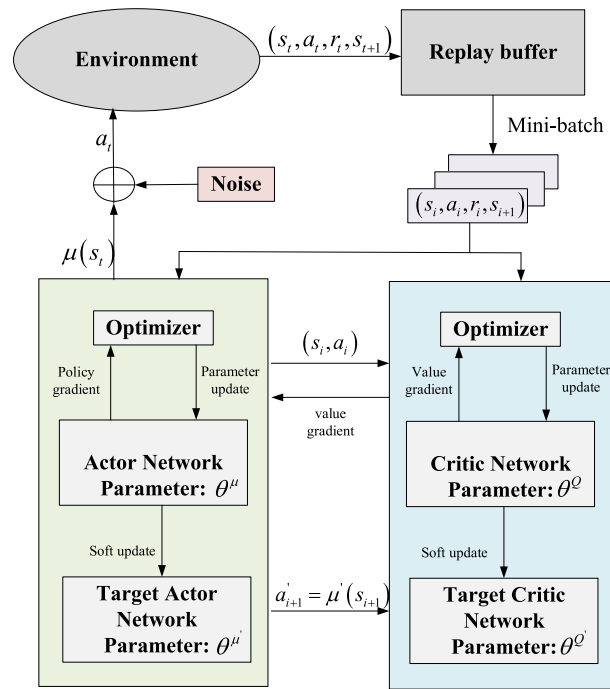 Environment
(s_t, a_t, r_t, s_{t+1})
Replay buffer
Mini-batch
a_t
Noise
(s_i, a_i, r_i, s_{i+1})
μ(s_t)
Optimizer
Policy
gradient
Parameter
update
Actor Network
Parameter: θ^μ
Soft update
Target Actor
Network
Parameter: θ^{μ'}
(s_i, a_i)
value
gradient
a'_{i+1} = μ'(s_{i+1})
Optimizer
Value
gradient
Parameter
update
Critic Network
Parameter: θ^Q
Soft update
Target Critic
Network
Parameter: θ^{Q'}